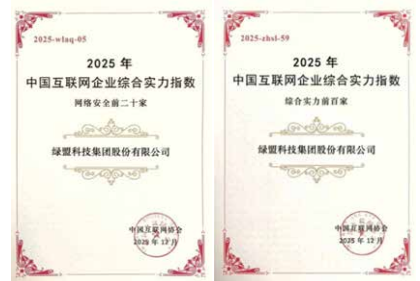 2025-wlaq-05
2025 年
中国互联网企业综合实力指数
网络安全前二十家
绿盟科技集团股份有限公司
中国互联网协会
2025 年 12 月
2025-zhsl-59
2025 年
中国互联网企业综合实力指数
综合实力前百家
绿盟科技集团股份有限公司
中国互联网协会
2025 年 12 月